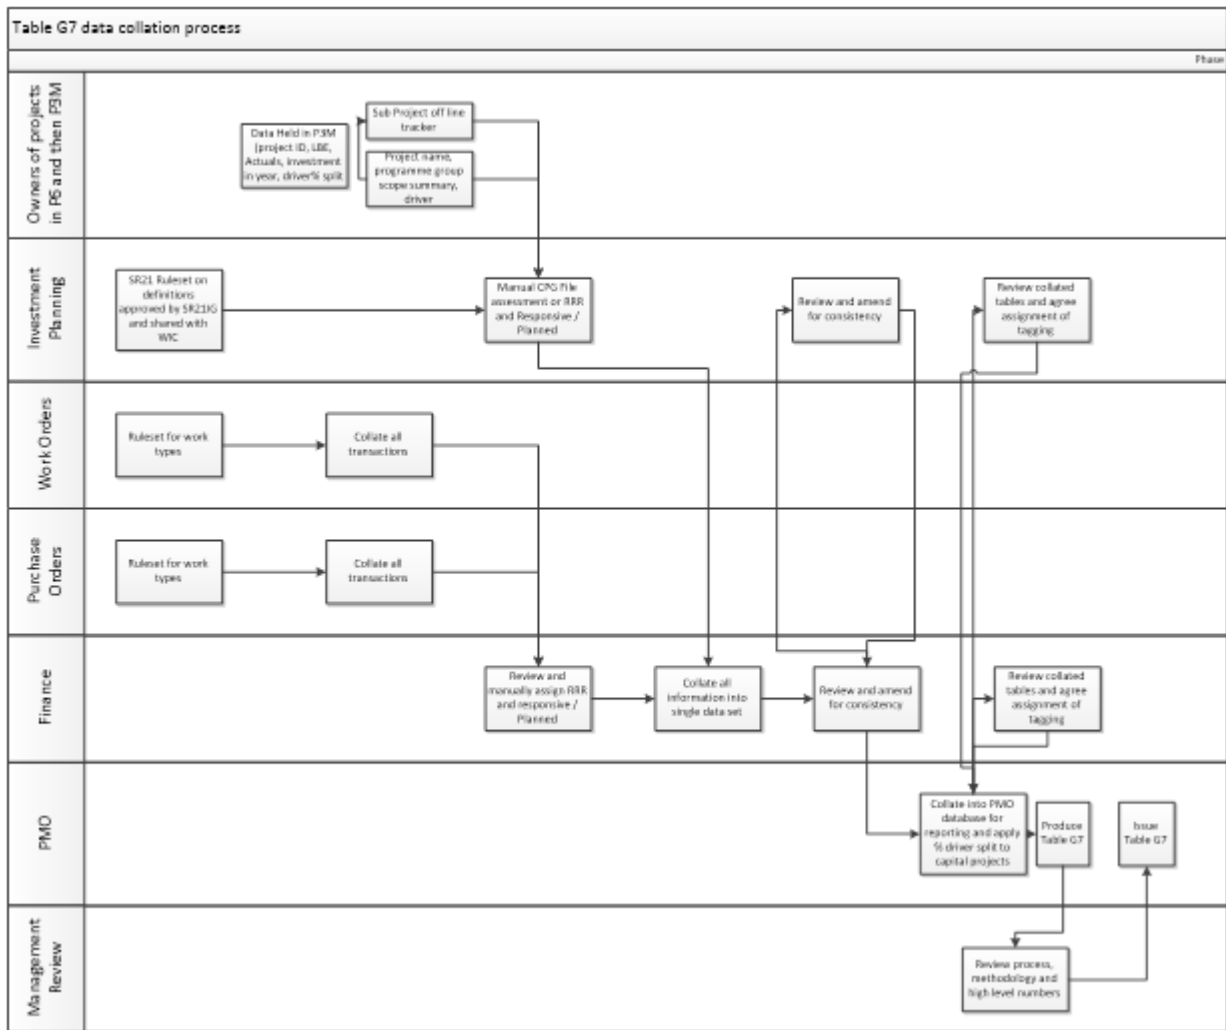 Table G7 data collation process
Phase
Owners of projects
in P6 and then P3M
Data Held in P3M
(project ID, LBE,
Actuals, investment
in year, driver% split
Sub Project off line
tracker
Project name,
programme group
scope summary,
driver
Investment
Planning
SR21 Ruleset on
definitions
approved by SR21IG
and shared with
WIC
Manual CPG File
assessment or RRR
and Responsive /
Planned
Review and amend
for consistency
Review collated
tables and agree
assignment of
tagging
Work Orders
Ruleset for work
types
Collate all
transactions
Purchase
Orders
Ruleset for work
types
Collate all
transactions
Finance
Review and
manually assign RRR
and responsive /
Planned
Collate all
information into
single data set
Review and amend
for consistency
Review collated
tables and agree
assignment of
tagging
PMO
Collate into PMO
database for
reporting and apply
% driver split to
capital projects
Produce
Table G7
Issue
Table G7
Management
Review
Review process,
methodology and
high level numbers